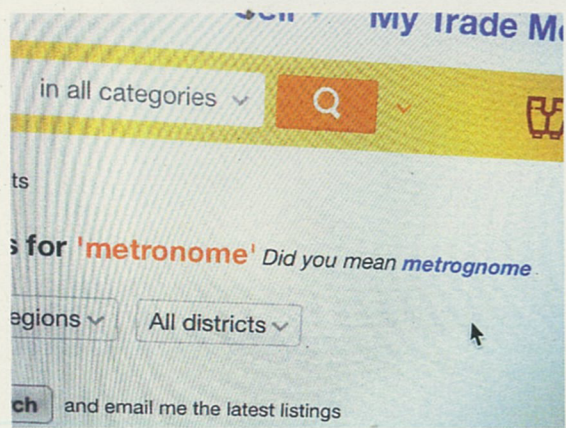 My Trade
in all categories
ts
s for 'metronome' Did you mean metrognome.
egions All districts
ch and email me the latest listings